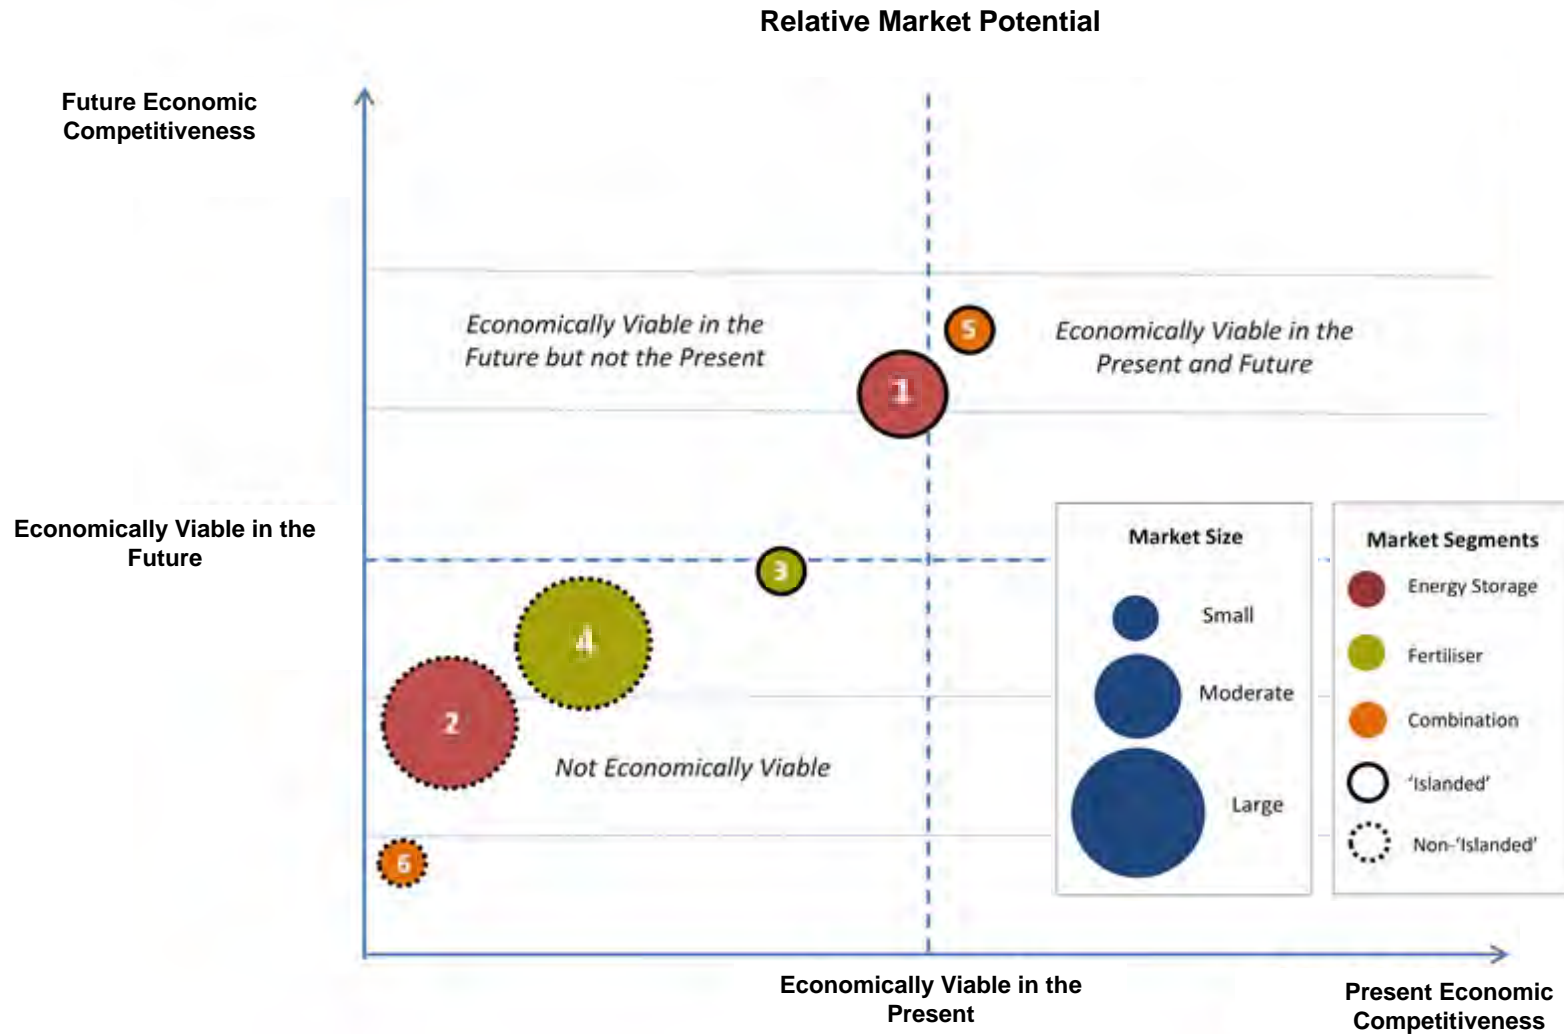 Relative Market Potential
Future Economic
Competitiveness
Economically Viable in the
Future but not the Present
5
Economically Viable in the
Present and Future
1
Economically Viable in the
Future
3
4
2
Not Economically Viable
6
Market Size
Small
Moderate
Large
Market Segments
Energy Storage
Fertiliser
Combination
'Islanded'
Non-'Islanded'
Economically Viable in the
Present
Present Economic
Competitiveness